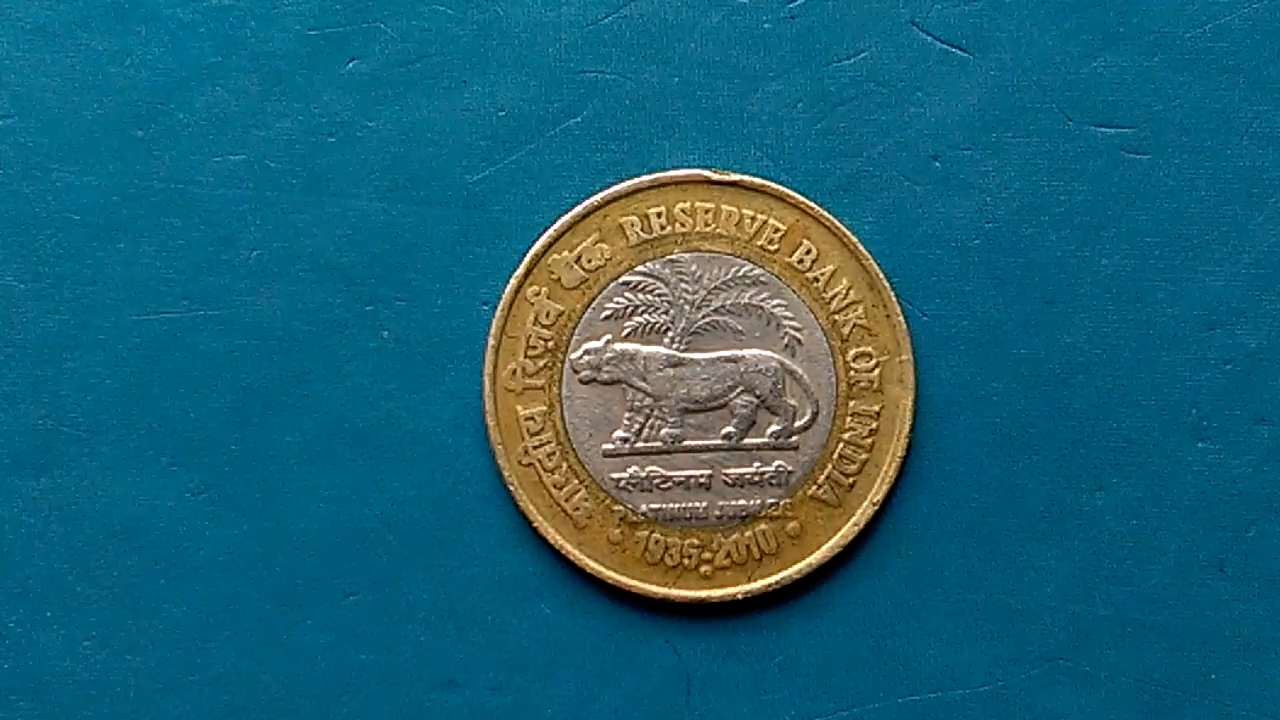 भारतीय रिज़र्व बैंक RESERVE BANK OF INDIA
प्लैटिनम जयंती
PLATINUM JUBILEE
1935-2010